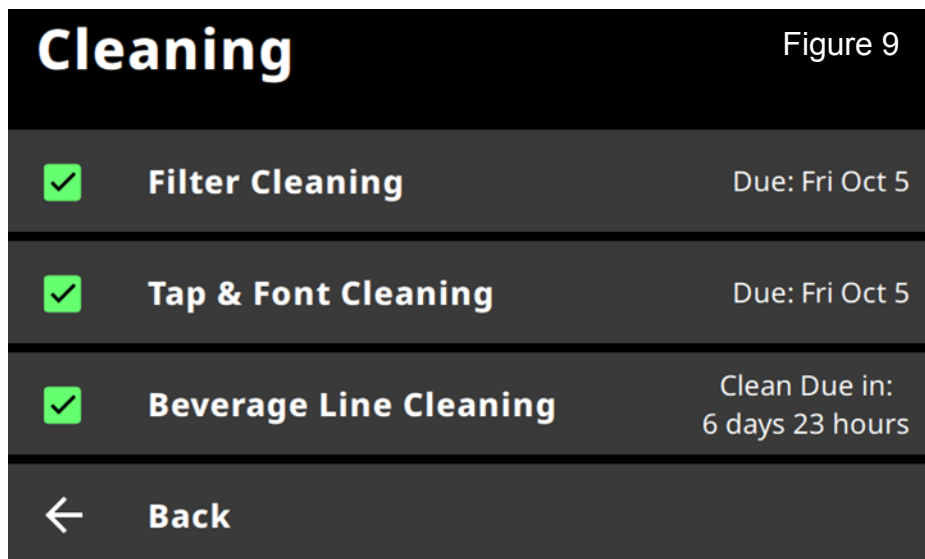 Cleaning
Figure 9
Filter Cleaning
Due: Fri Oct 5
Tap & Font Cleaning
Due: Fri Oct 5
Beverage Line Cleaning
Clean Due in:
6 days 23 hours
Back